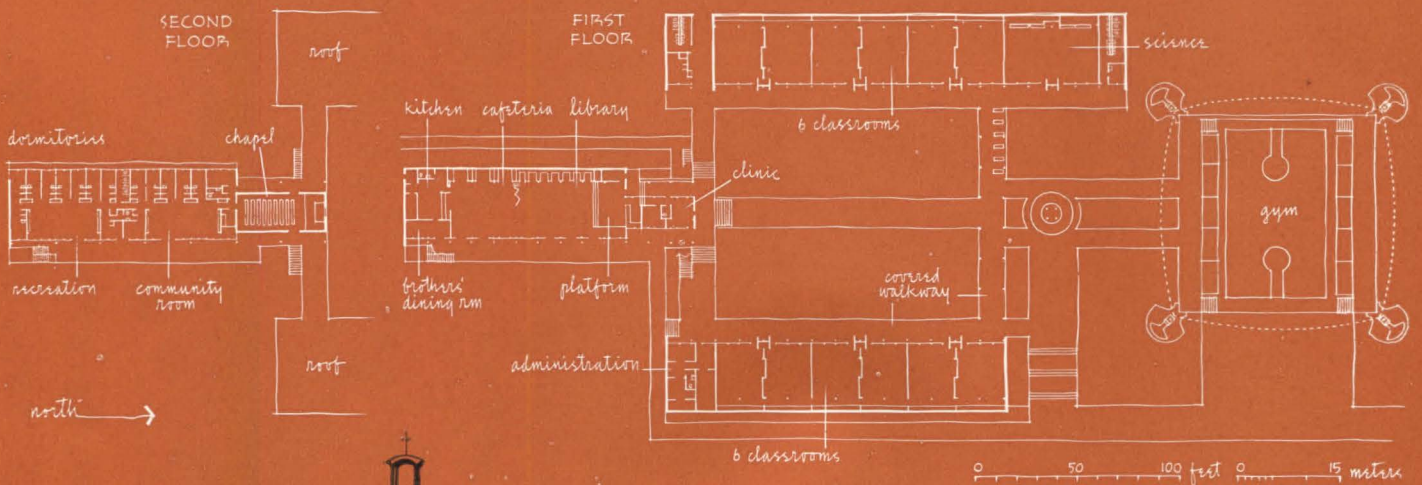 SECOND
FLOOR
roof
dormitories
chapel
recreation
community
room
roof
north
FIRST
FLOOR
kitchen cafeteria library
science
6 classrooms
clinic
gym
brothers'
dining rm
platform
covered
walkway
administration
6 classrooms
0 50 100 feet 0 15 meters